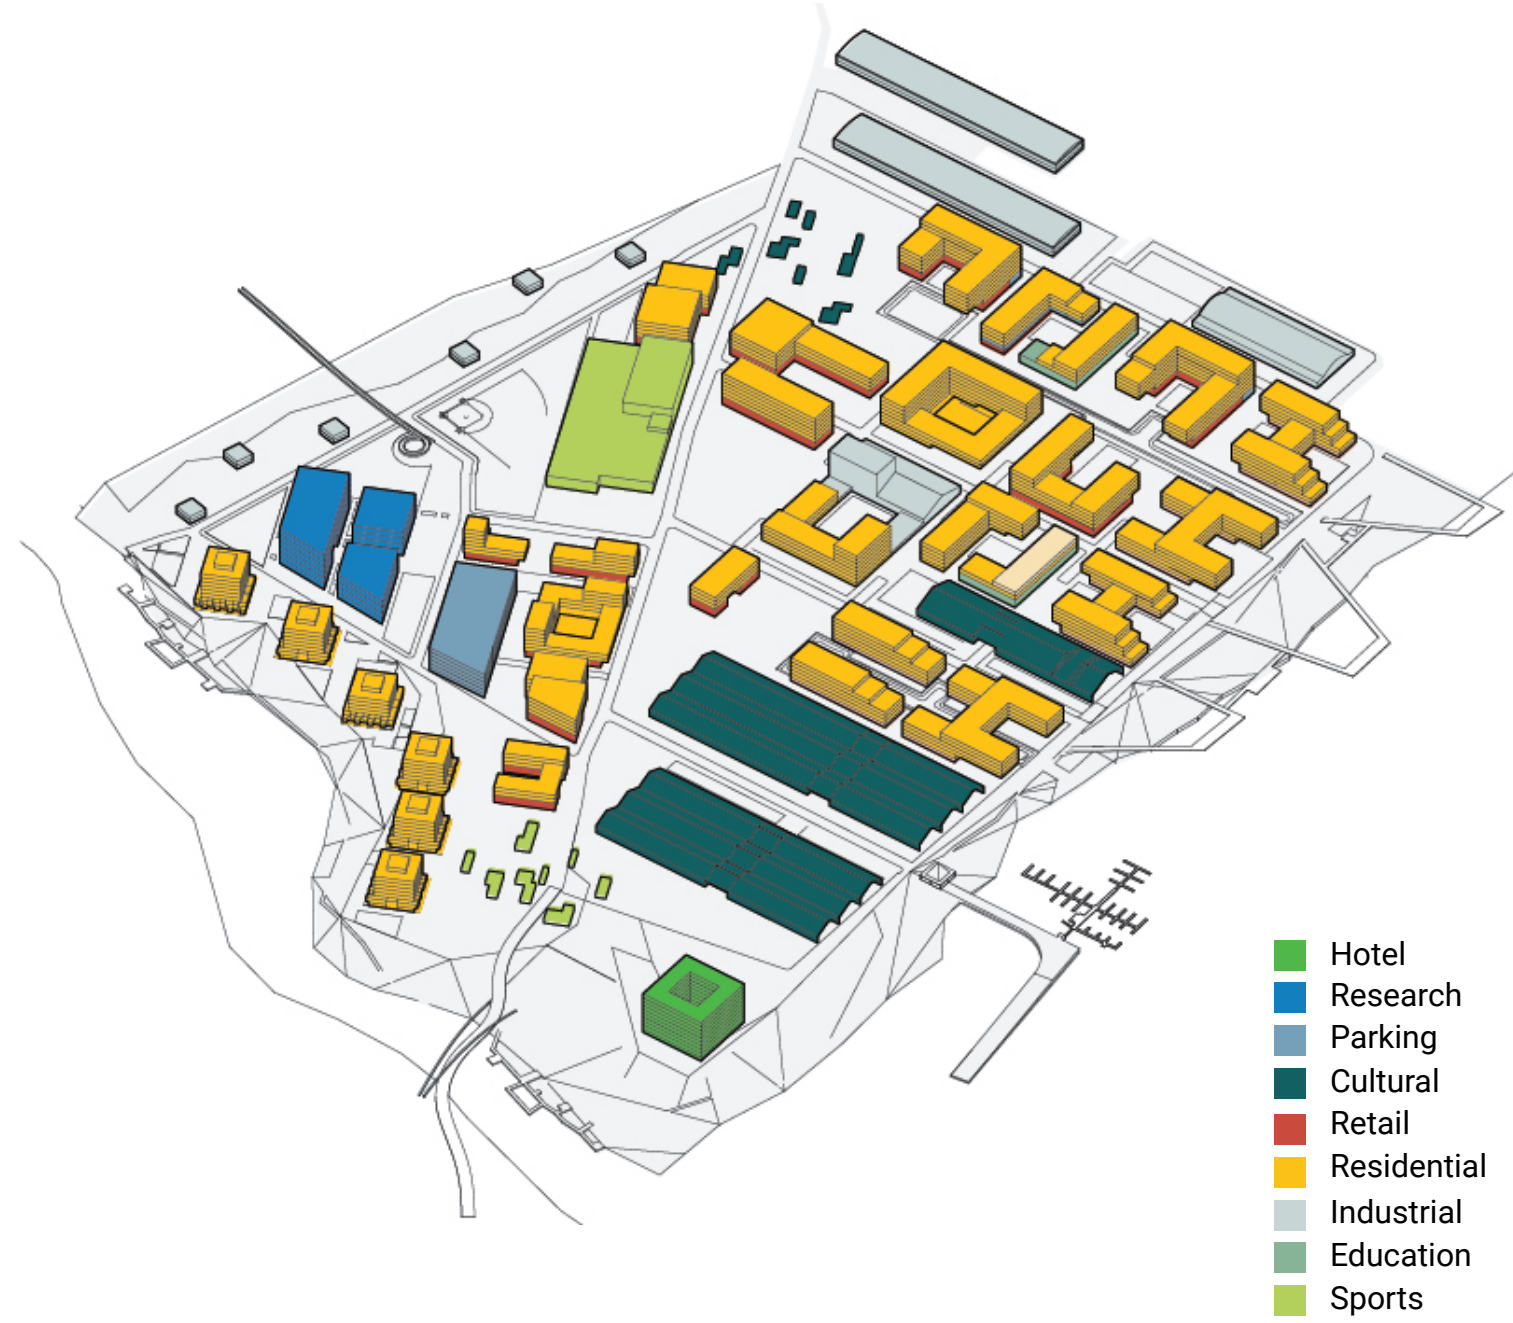 Hotel
Research
Parking
Cultural
Retail
Residential
Industrial
Education
Sports